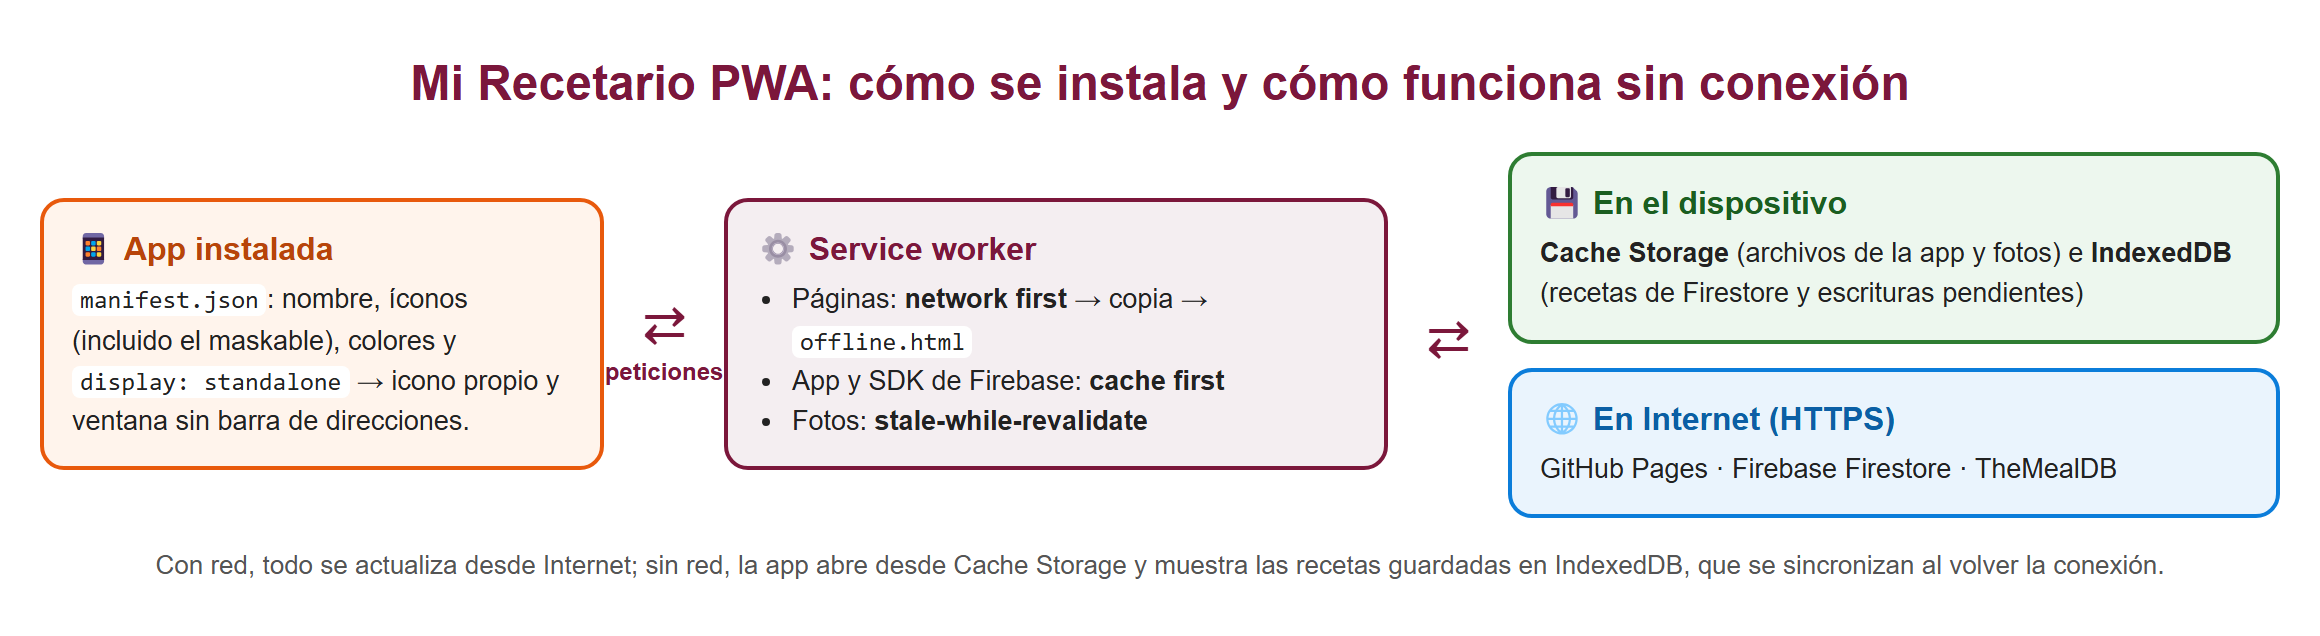 Mi Recetario PWA: cómo se instala y cómo funciona sin conexión
App instalada
manifest.json: nombre, íconos
(incluido el maskable), colores y
display: standalone → icono propio y
ventana sin barra de direcciones.
⇄
peticiones
Service worker
• Páginas: network first → copia →
offline.html
• App y SDK de Firebase: cache first
• Fotos: stale-while-revalidate
⇄
En el dispositivo
Cache Storage (archivos de la app y fotos) e IndexedDB
(recetas de Firestore y escrituras pendientes)
En Internet (HTTPS)
GitHub Pages · Firebase Firestore · TheMealDB
Con red, todo se actualiza desde Internet; sin red, la app abre desde Cache Storage y muestra las recetas guardadas en IndexedDB, que se sincronizan al volver la conexión.